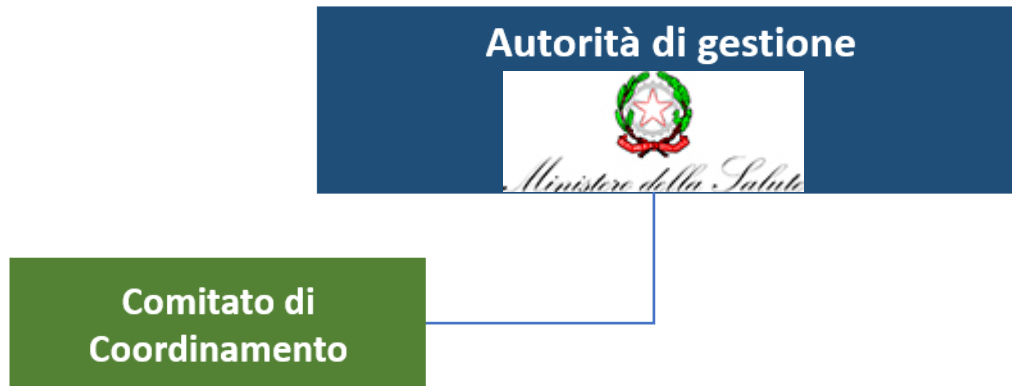 Autorità di gestione
Ministero della Salute
Comitato di
Coordinamento